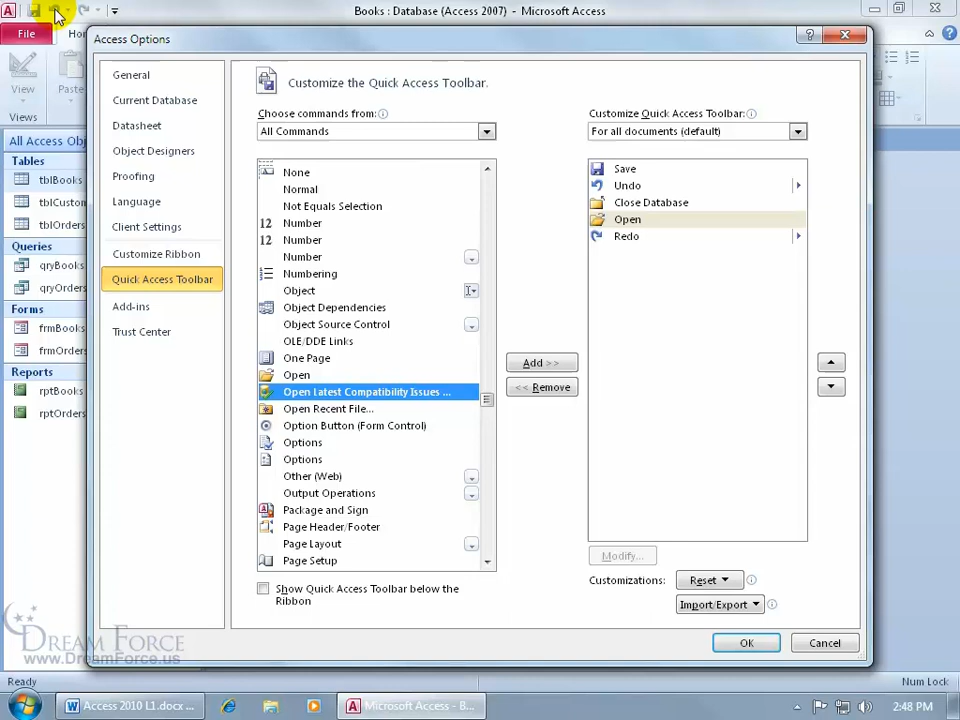 Books : Database (Access 2007) - Microsoft Access
File
Ho
View
Paste
Views
All Access Obj
Tables
tblBooks
tblCustom
tblOrders
Queries
qryBooks
qryOrders
Forms
frmBooks
frmOrders
Reports
rptBooks
rptOrders
Access Options
General
Current Database
Datasheet
Object Designers
Proofing
Language
Client Settings
Customize Ribbon
Quick Access Toolbar
Add-ins
Trust Center
Customize the Quick Access Toolbar.
Choose commands from:
All Commands
None
Normal
Not Equals Selection
12 Number
12 Number
Number
Numbering
Object
Object Dependencies
Object Source Control
OLE/DDE Links
One Page
Open
Open Latest Compatibility Issues ...
Open Recent File...
Option Button (Form Control)
Options
Options
Other (Web)
Output Operations
Package and Sign
Page Header/Footer
Page Layout
Page Setup
Show Quick Access Toolbar below the
Ribbon
Add >>
<< Remove
Customize Quick Access Toolbar:
For all documents (default)
Save
Undo
Close Database
Open
Redo
Modify...
Customizations:
Reset
Import/Export
OK
Cancel
DREAM FORCE
www.DreamForce.us
Ready
Num Lock
Access 2010 L1.docx ...
Microsoft Access - B...
2:48 PM